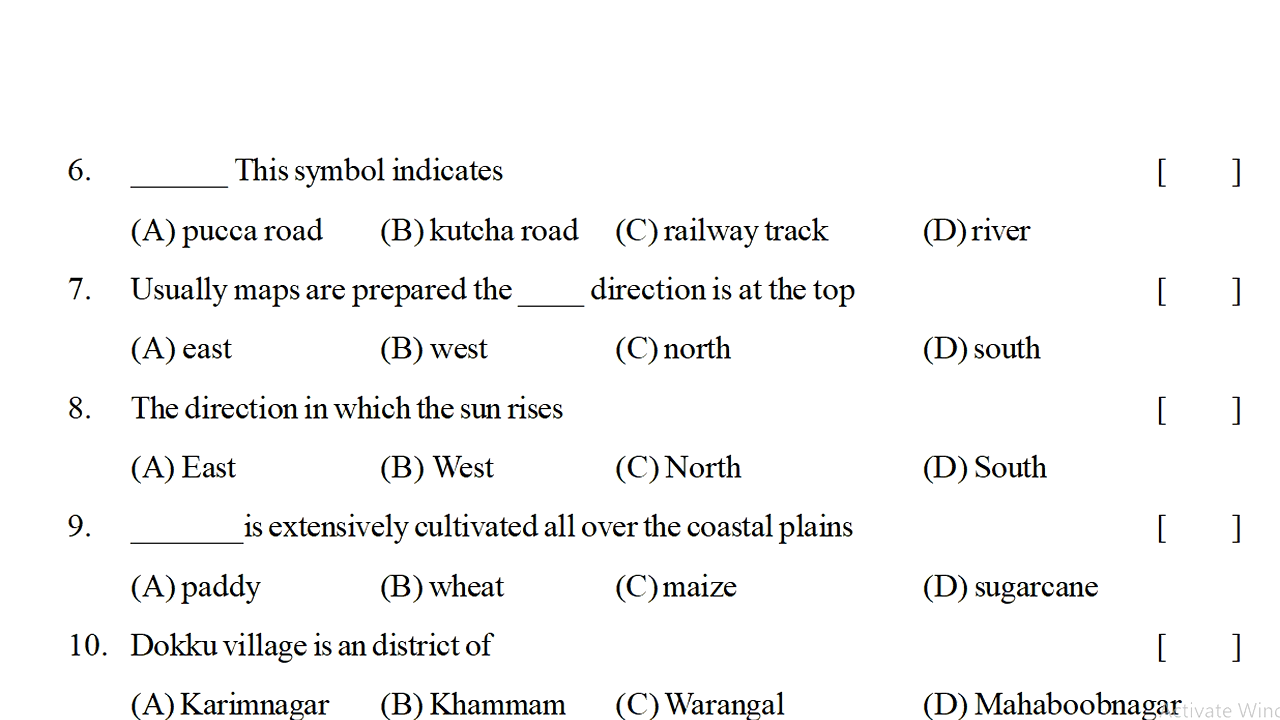 6. ______ This symbol indicates [ ]
(A) pucca road (B) kutcha road (C) railway track (D) river
7. Usually maps are prepared the ____ direction is at the top [ ]
(A) east (B) west (C) north (D) south
8. The direction in which the sun rises [ ]
(A) East (B) West (C) North (D) South
9. _______is extensively cultivated all over the coastal plains [ ]
(A) paddy (B) wheat (C) maize (D) sugarcane
10. Dokku village is an district of [ ]
(A) Karimnagar (B) Khammam (C) Warangal (D) Mahaboobnagar